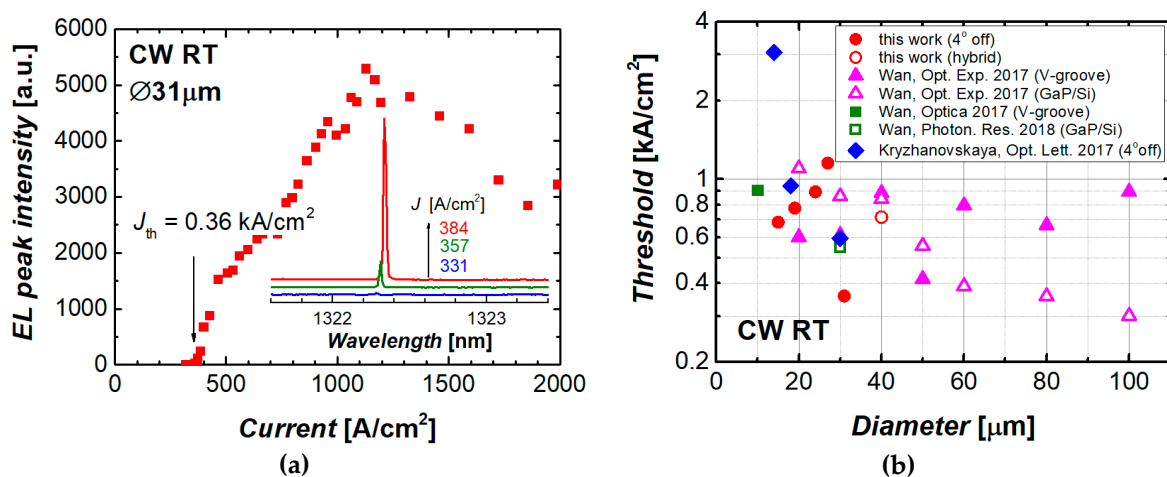 CW RT
Ø31μm
J_th = 0.36 kA/cm²
J [A/cm²]
384
357
331
1322 1323
Wavelength [nm]
6000
5000
4000
3000
2000
1000
0
EL peak intensity [a.u.]
0 500 1000 1500 2000
Current [A/cm²]
(a)
this work (4° off)
this work (hybrid)
Wan, Opt. Exp. 2017 (V-groove)
Wan, Opt. Exp. 2017 (GaP/Si)
Wan, Optica 2017 (V-groove)
Wan, Photon. Res. 2018 (GaP/Si)
Kryzhanovskaya, Opt. Lett. 2017 (4°off)
4
2
1
0.8
0.6
0.4
0.2
Threshold [kA/cm²]
CW RT
0 20 40 60 80 100
Diameter [μm]
(b)